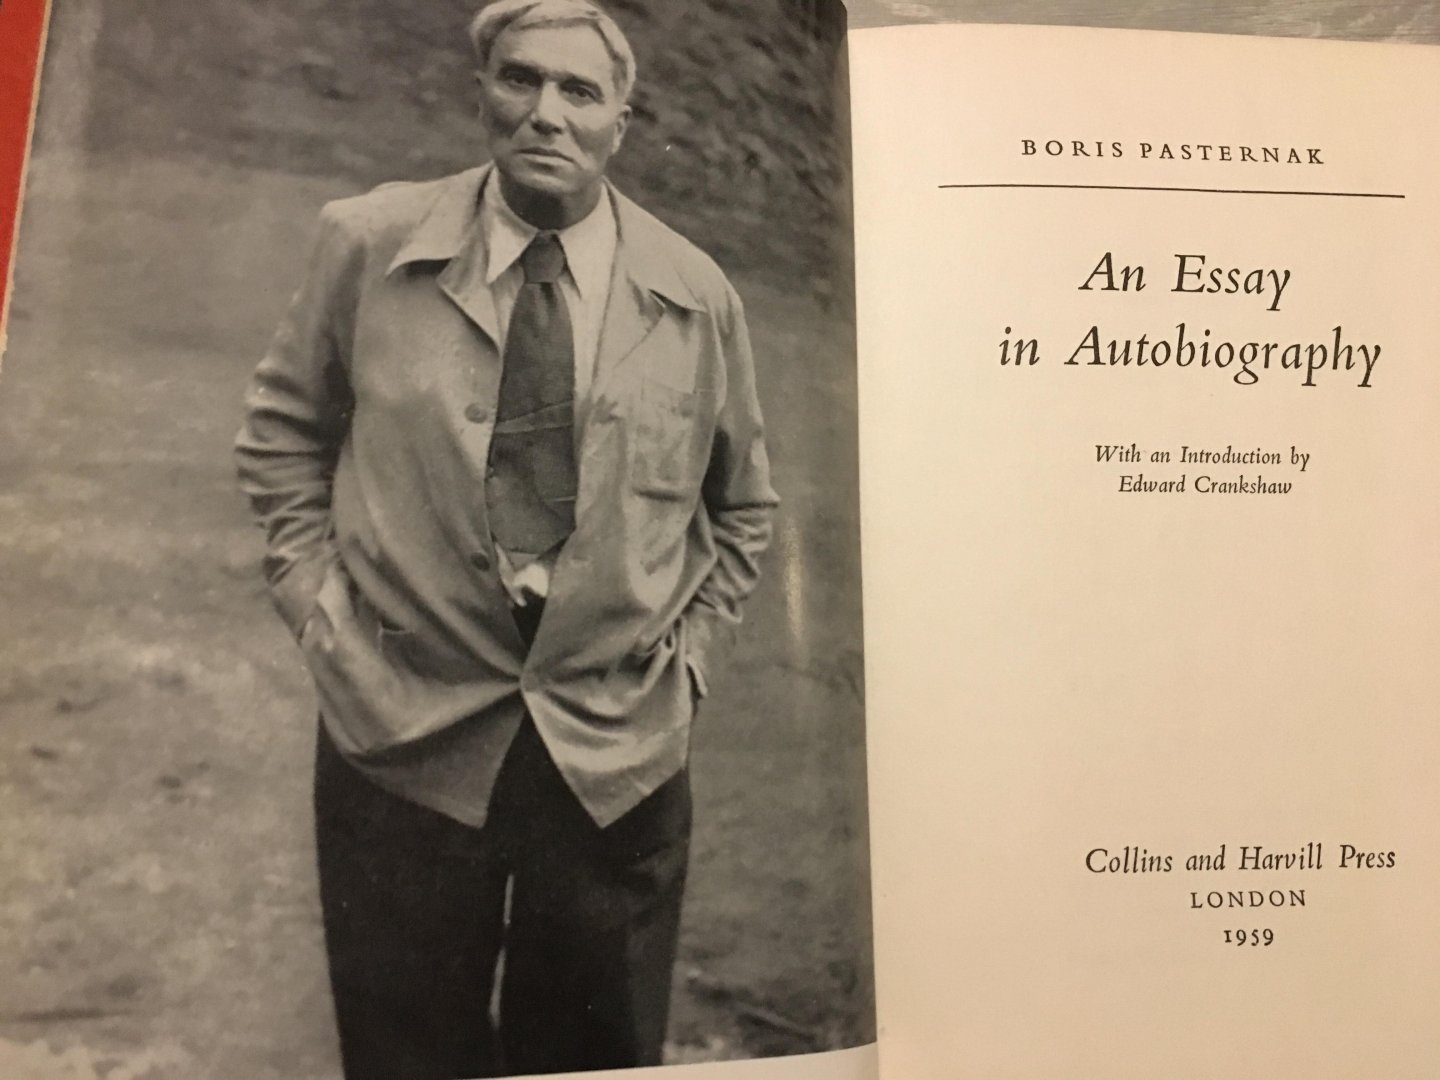 BORIS PASTERNAK
An Essay
in Autobiography
With an Introduction by
Edward Crankshaw
Collins and Harvill Press
LONDON
1959